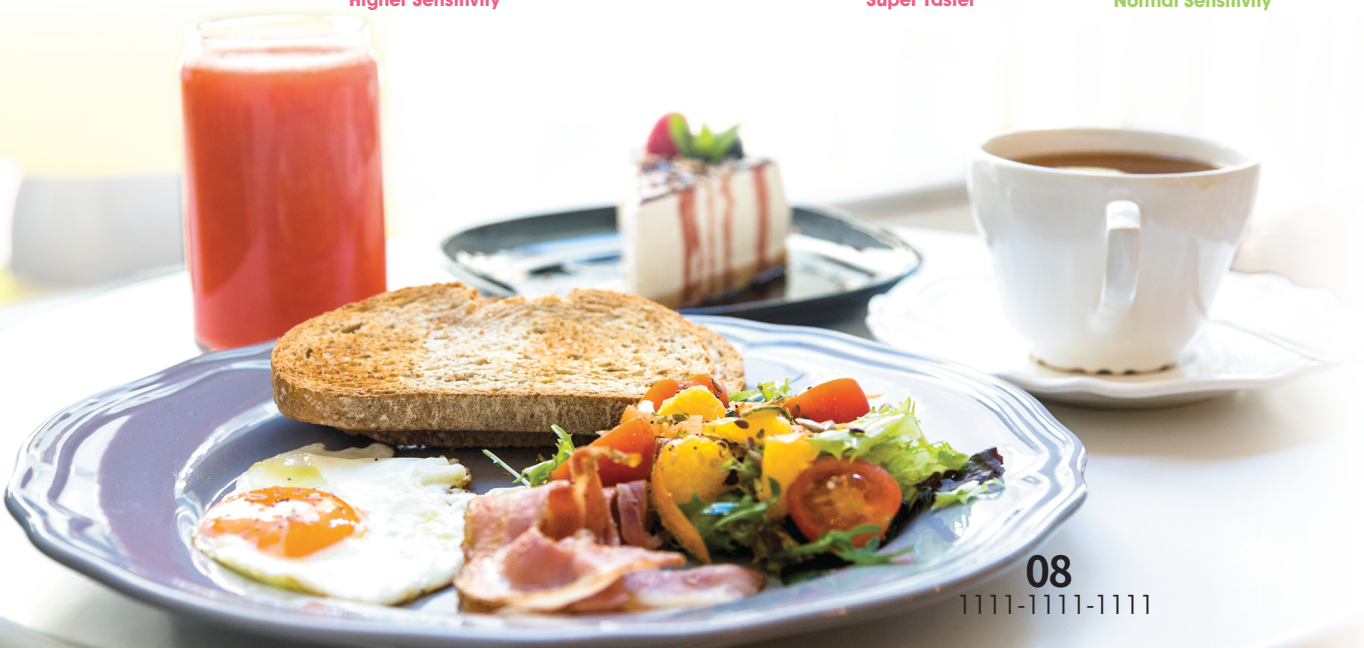 Higher Sensitivity
Super Taster
Normal Sensitivity
08
1111-1111-1111